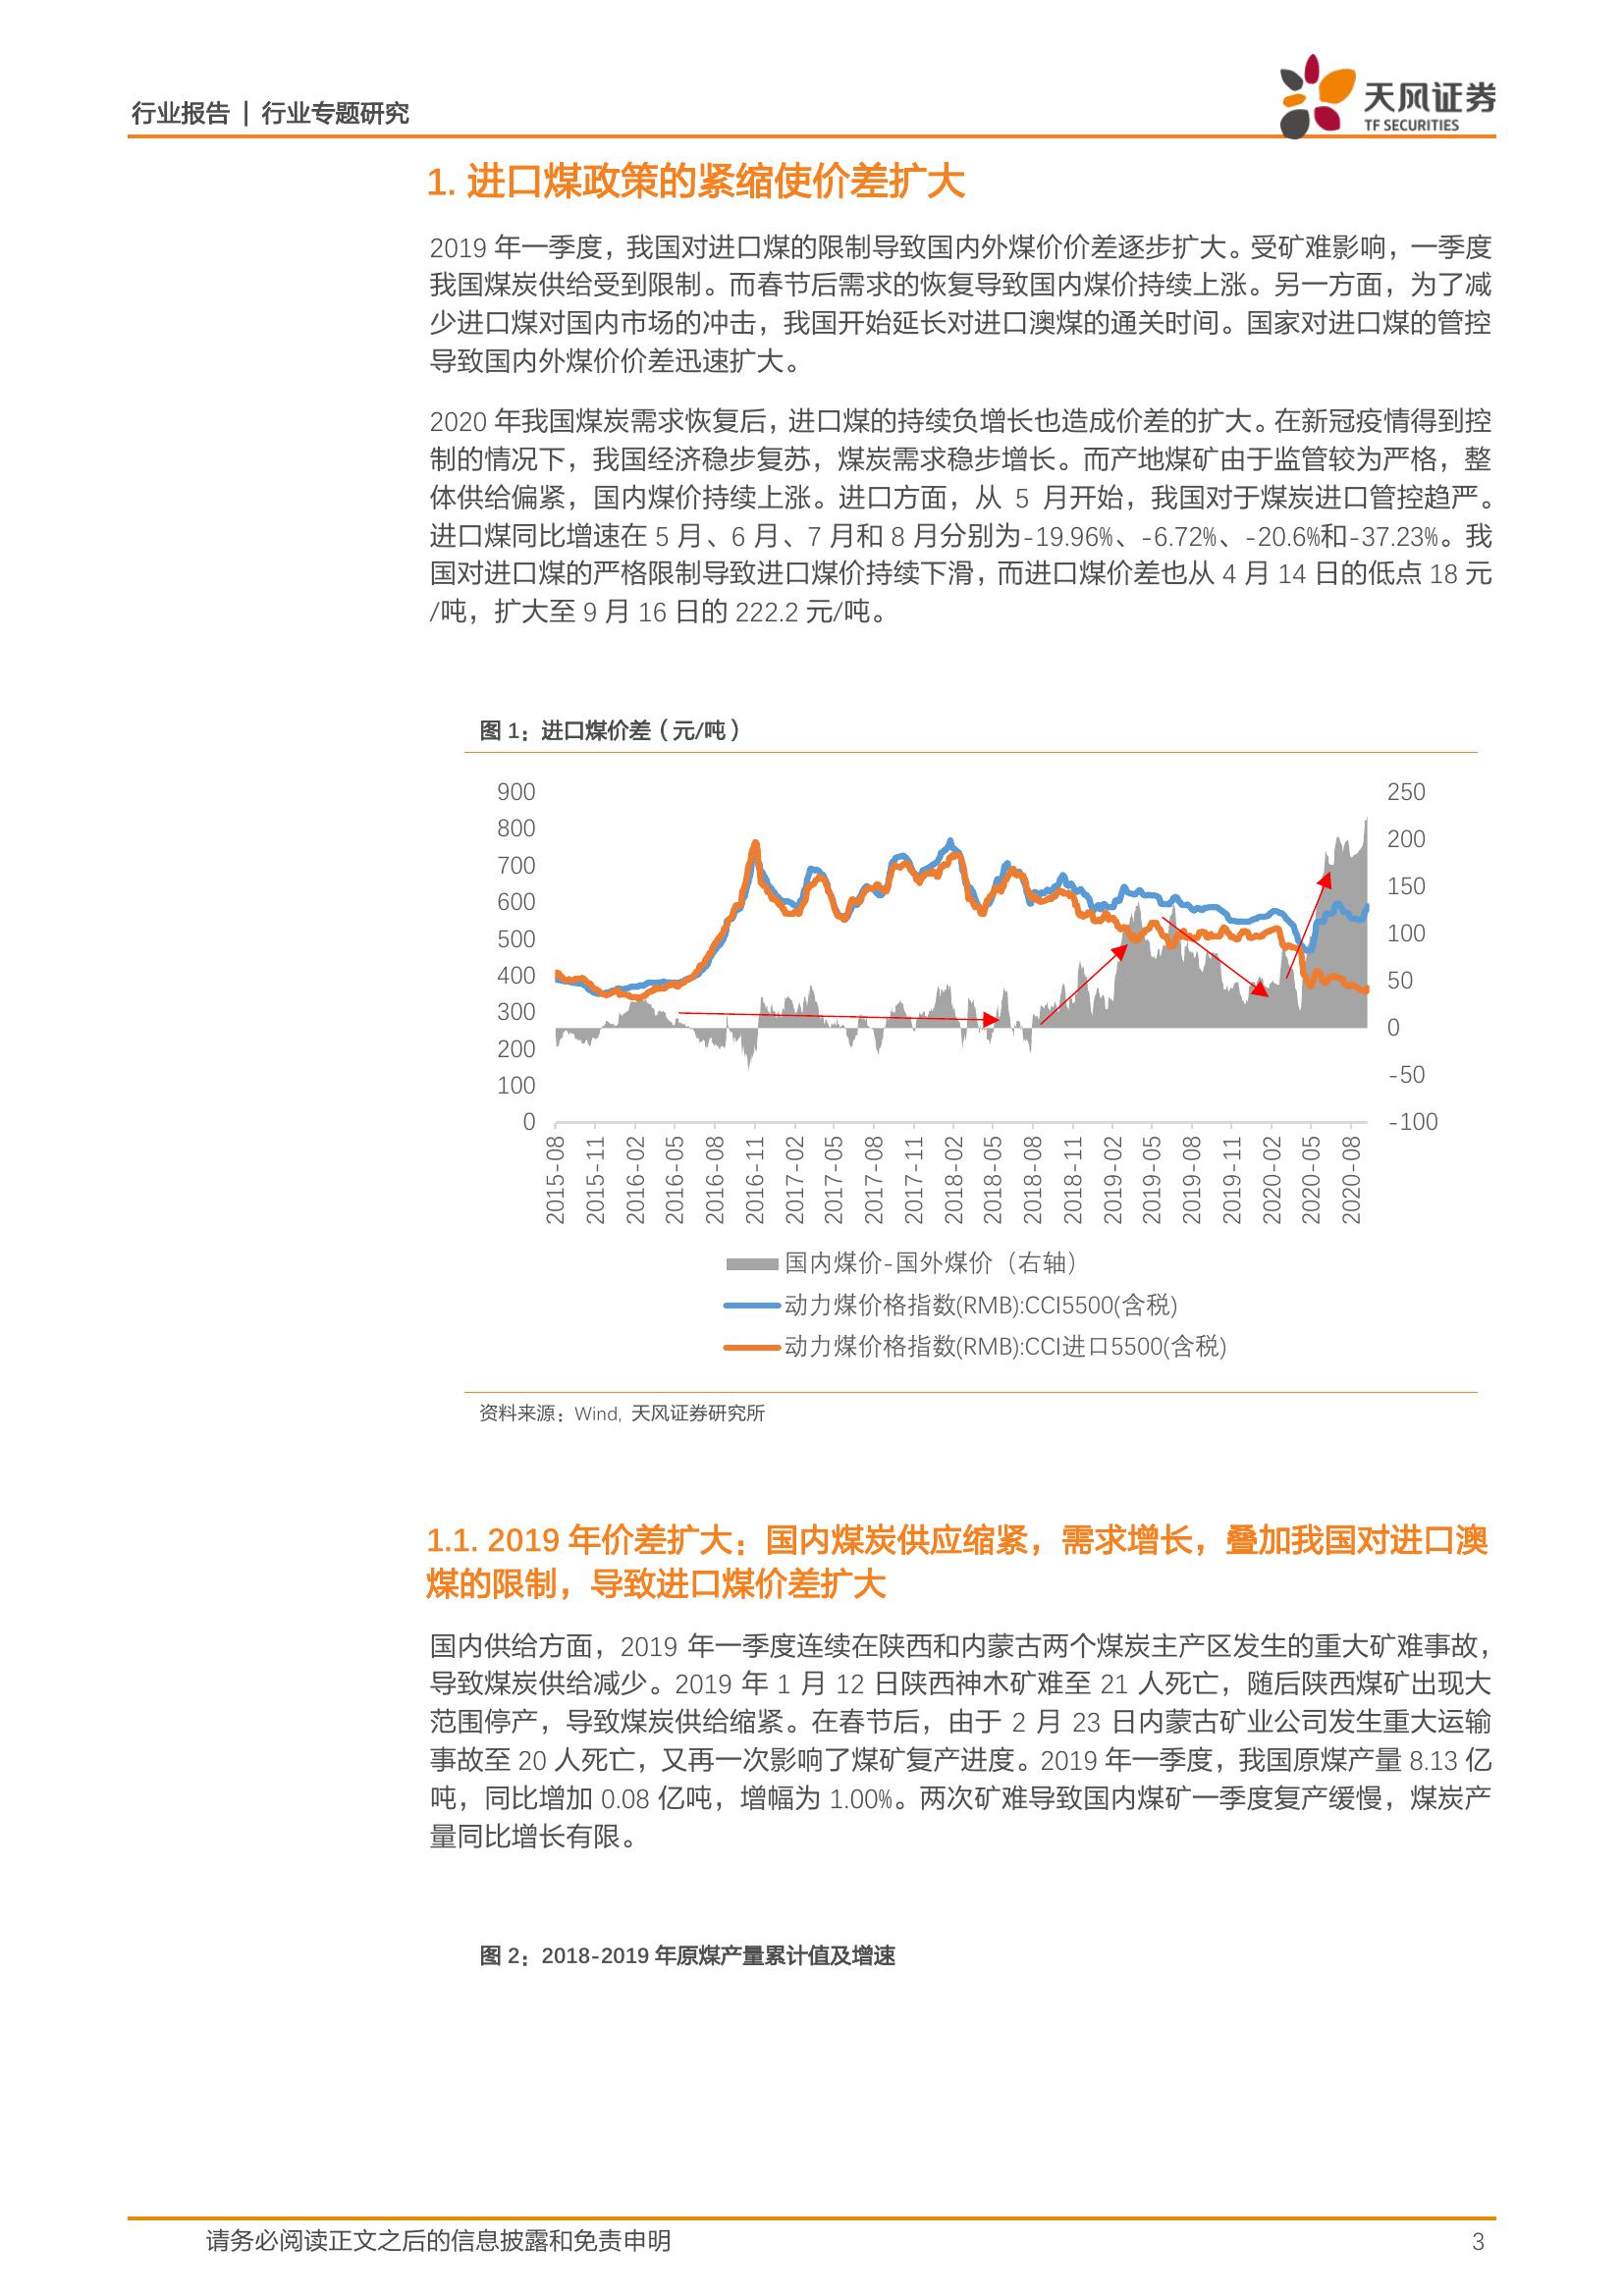 行业报告 | 行业专题研究
天风证券
TF SECURITIES
1. 进口煤政策的紧缩使价差扩大
2019 年一季度，我国对进口煤的限制导致国内外煤价价差逐步扩大。受矿难影响，一季度
我国煤炭供给受到限制。而春节后需求的恢复导致国内煤价持续上涨。另一方面，为了减
少进口煤对国内市场的冲击，我国开始延长对进口澳煤的通关时间。国家对进口煤的管控
导致国内外煤价价差迅速扩大。
2020 年我国煤炭需求恢复后，进口煤的持续负增长也造成价差的扩大。在新冠疫情得到控
制的情况下，我国经济稳步复苏，煤炭需求稳步增长。而产地煤矿由于监管较为严格，整
体供给偏紧，国内煤价持续上涨。进口方面，从 5 月开始，我国对于煤炭进口管控趋严。
进口煤同比增速在 5 月、6 月、7 月和 8 月分别为-19.96%、-6.72%、-20.6%和-37.23%。我
国对进口煤的严格限制导致进口煤价持续下滑，而进口煤价差也从 4 月 14 日的低点 18 元
/吨，扩大至 9 月 16 日的 222.2 元/吨。
图 1：进口煤价差（元/吨）
900
800
700
600
500
400
300
200
100
0
250
200
150
100
50
0
-50
-100
2015-08
2015-11
2016-02
2016-05
2016-08
2016-11
2017-02
2017-05
2017-08
2017-11
2018-02
2018-05
2018-08
2018-11
2019-02
2019-05
2019-08
2019-11
2020-02
2020-05
2020-08
国内煤价-国外煤价（右轴）
动力煤价格指数(RMB):CCI5500(含税)
动力煤价格指数(RMB):CCI进口5500(含税)
资料来源：Wind, 天风证券研究所
1.1. 2019 年价差扩大：国内煤炭供应缩紧，需求增长，叠加我国对进口澳
煤的限制，导致进口煤价差扩大
国内供给方面，2019 年一季度连续在陕西和内蒙古两个煤炭主产区发生的重大矿难事故，
导致煤炭供给减少。2019 年 1 月 12 日陕西神木矿难至 21 人死亡，随后陕西煤矿出现大
范围停产，导致煤炭供给缩紧。在春节后，由于 2 月 23 日内蒙古矿业公司发生重大运输
事故至 20 人死亡，又再一次影响了煤矿复产进度。2019 年一季度，我国原煤产量 8.13 亿
吨，同比增加 0.08 亿吨，增幅为 1.00%。两次矿难导致国内煤矿一季度复产缓慢，煤炭产
量同比增长有限。
图 2：2018-2019 年原煤产量累计值及增速
请务必阅读正文之后的信息披露和免责申明
3